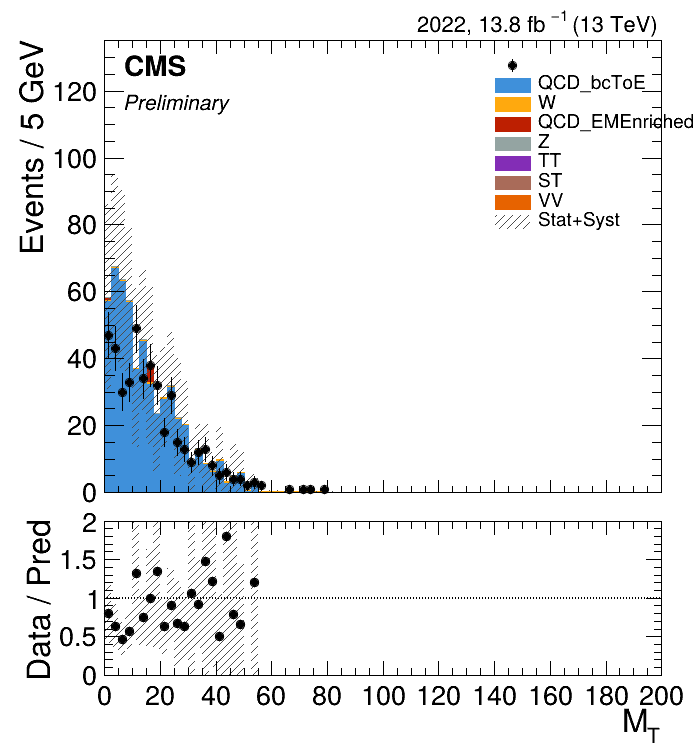 2022, 13.8 fb⁻¹ (13 TeV)
CMS
Preliminary
QCD_bcToE
W
QCD_EMEnriched
Z
TT
ST
VV
Stat+Syst
Events / 5 GeV
120
100
80
60
40
20
0
Data / Pred
2
1.5
1
0.5
0
0 20 40 60 80 100 120 140 160 180 200
M_T